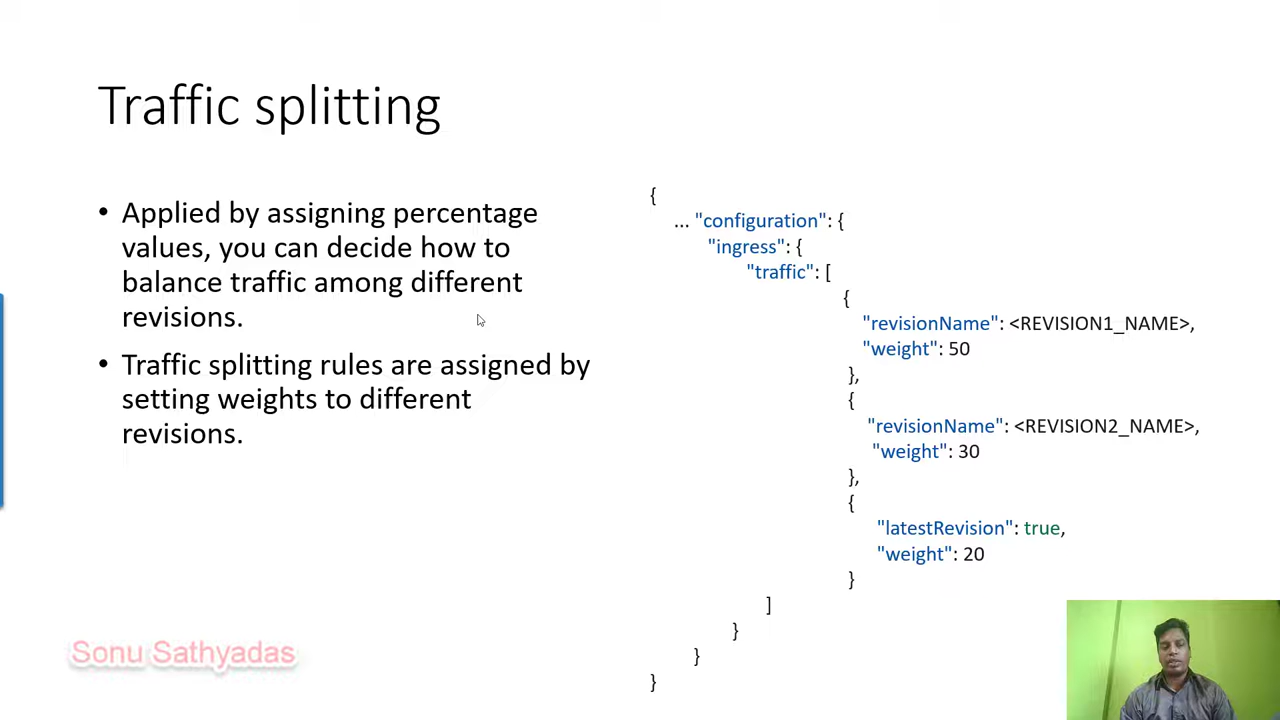 Traffic splitting
• Applied by assigning percentage
values, you can decide how to
balance traffic among different
revisions.
• Traffic splitting rules are assigned by
setting weights to different
revisions.
{
... "configuration": {
"ingress": {
"traffic": [
{
"revisionName": <REVISION1_NAME>,
"weight": 50
},
{
"revisionName": <REVISION2_NAME>,
"weight": 30
},
{
"latestRevision": true,
"weight": 20
}
]
}
}
}
Sonu Sathyadas